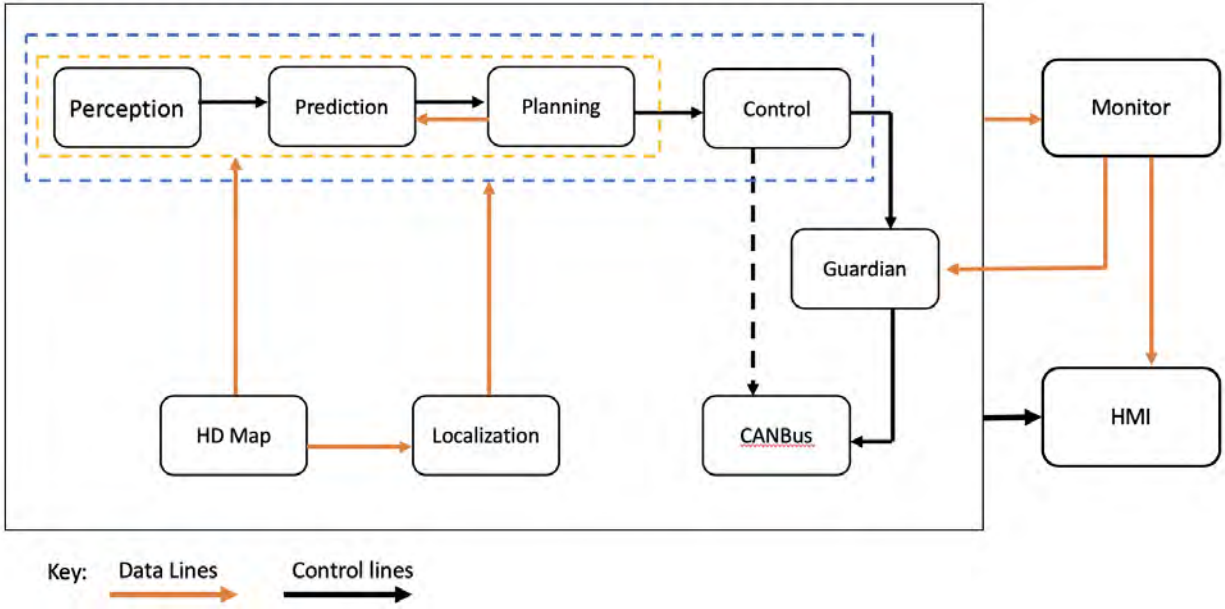 Perception
Prediction
Planning
Control
Monitor
Guardian
HD Map
Localization
CANBus
HMI
Key: Data Lines Control lines